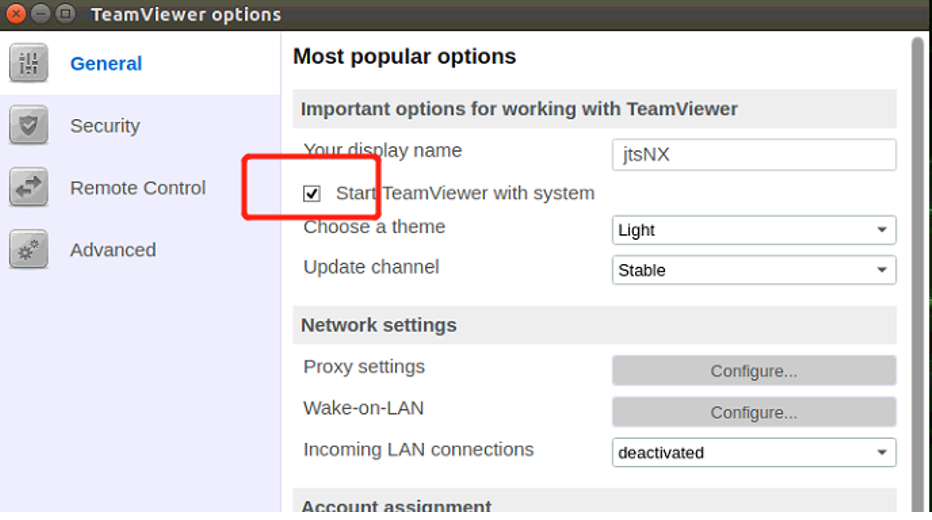 TeamViewer options
General
Security
Remote Control
Advanced
Most popular options
Important options for working with TeamViewer
Your display name
jtsNX
Start TeamViewer with system
Choose a theme
Light
Update channel
Stable
Network settings
Proxy settings
Configure...
Wake-on-LAN
Configure...
Incoming LAN connections
deactivated
Account assignment